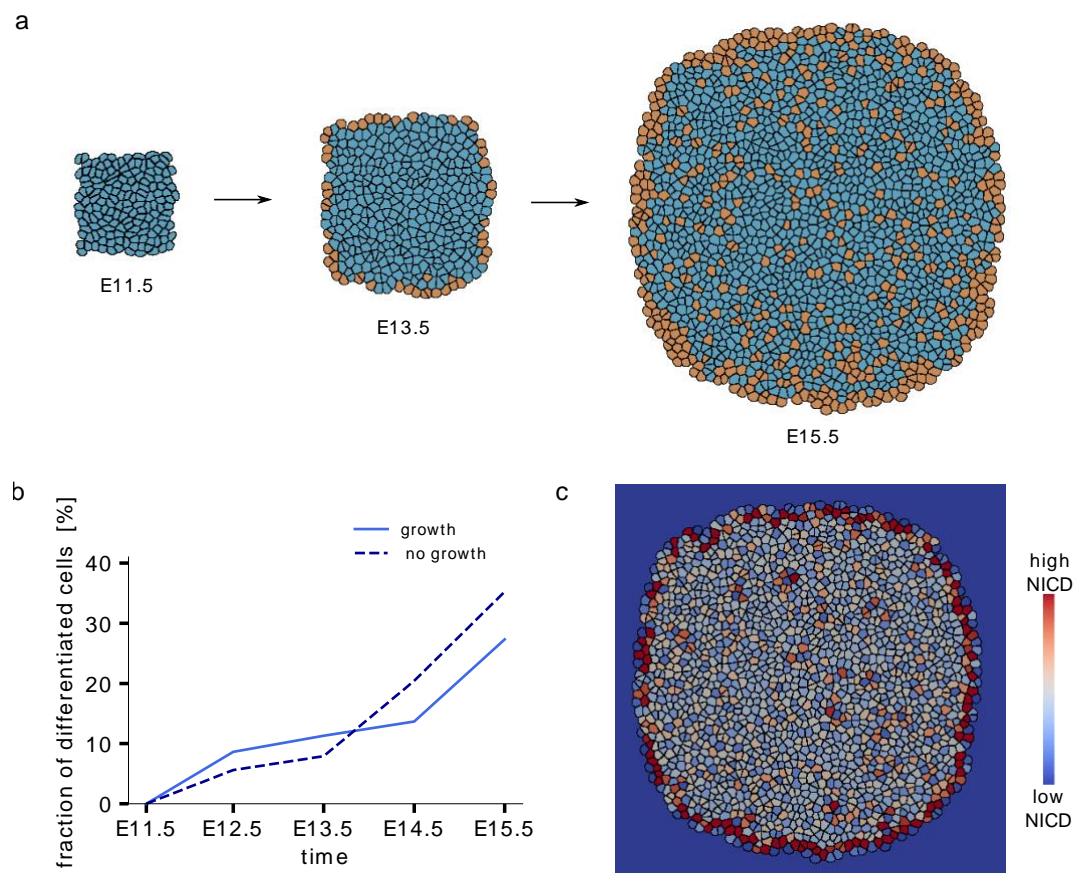 a
E11.5
E13.5
E15.5
b
fraction of differentiated cells [%]
growth
no growth
40
30
20
10
0
E11.5 E12.5 E13.5 E14.5 E15.5
time
c
high
NICD
low
NICD